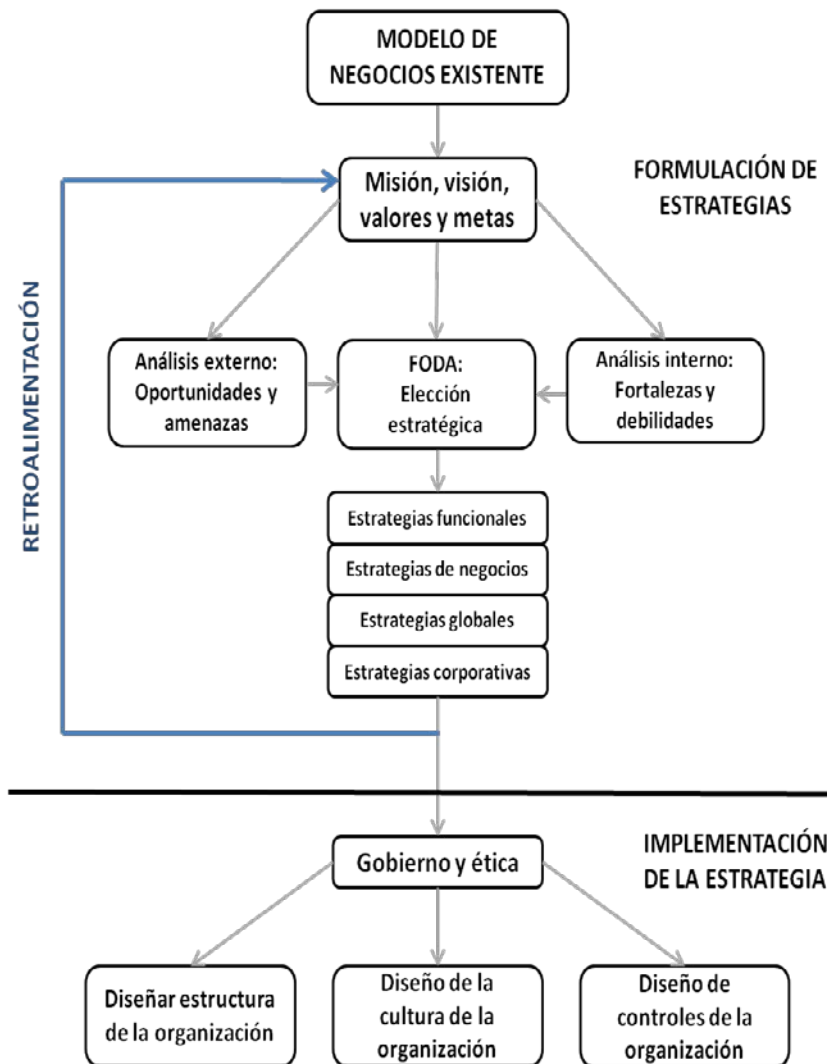 MODELO DE
NEGOCIOS EXISTENTE
Misión, visión,
valores y metas
FORMULACIÓN DE
ESTRATEGIAS
RETROALIMENTACIÓN
Análisis externo:
Oportunidades y
amenazas
FODA:
Elección
estratégica
Análisis interno:
Fortalezas y
debilidades
Estrategias funcionales
Estrategias de negocios
Estrategias globales
Estrategias corporativas
Gobierno y ética
IMPLEMENTACIÓN
DE LA ESTRATEGIA
Diseñar estructura
de la organización
Diseño de la
cultura de la
organización
Diseño de
controles de la
organización